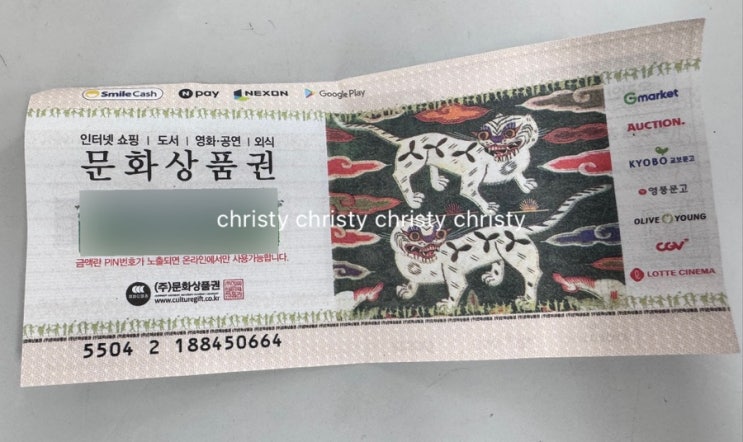 Smile Cash N pay NEXON Google Play
인터넷 쇼핑 | 도서 | 영화·공연 | 외식
문화상품권
금액란 PIN번호가 노출되면 온라인에서만 사용가능합니다.
(주)문화상품권
www.culturegift.co.kr
5504 2 188450664
christy christy christy christy
Gmarket
AUCTION.
KYOBO 교보문고
영풍문고
OLIVE YOUNG
CGV
LOTTE CINEMA